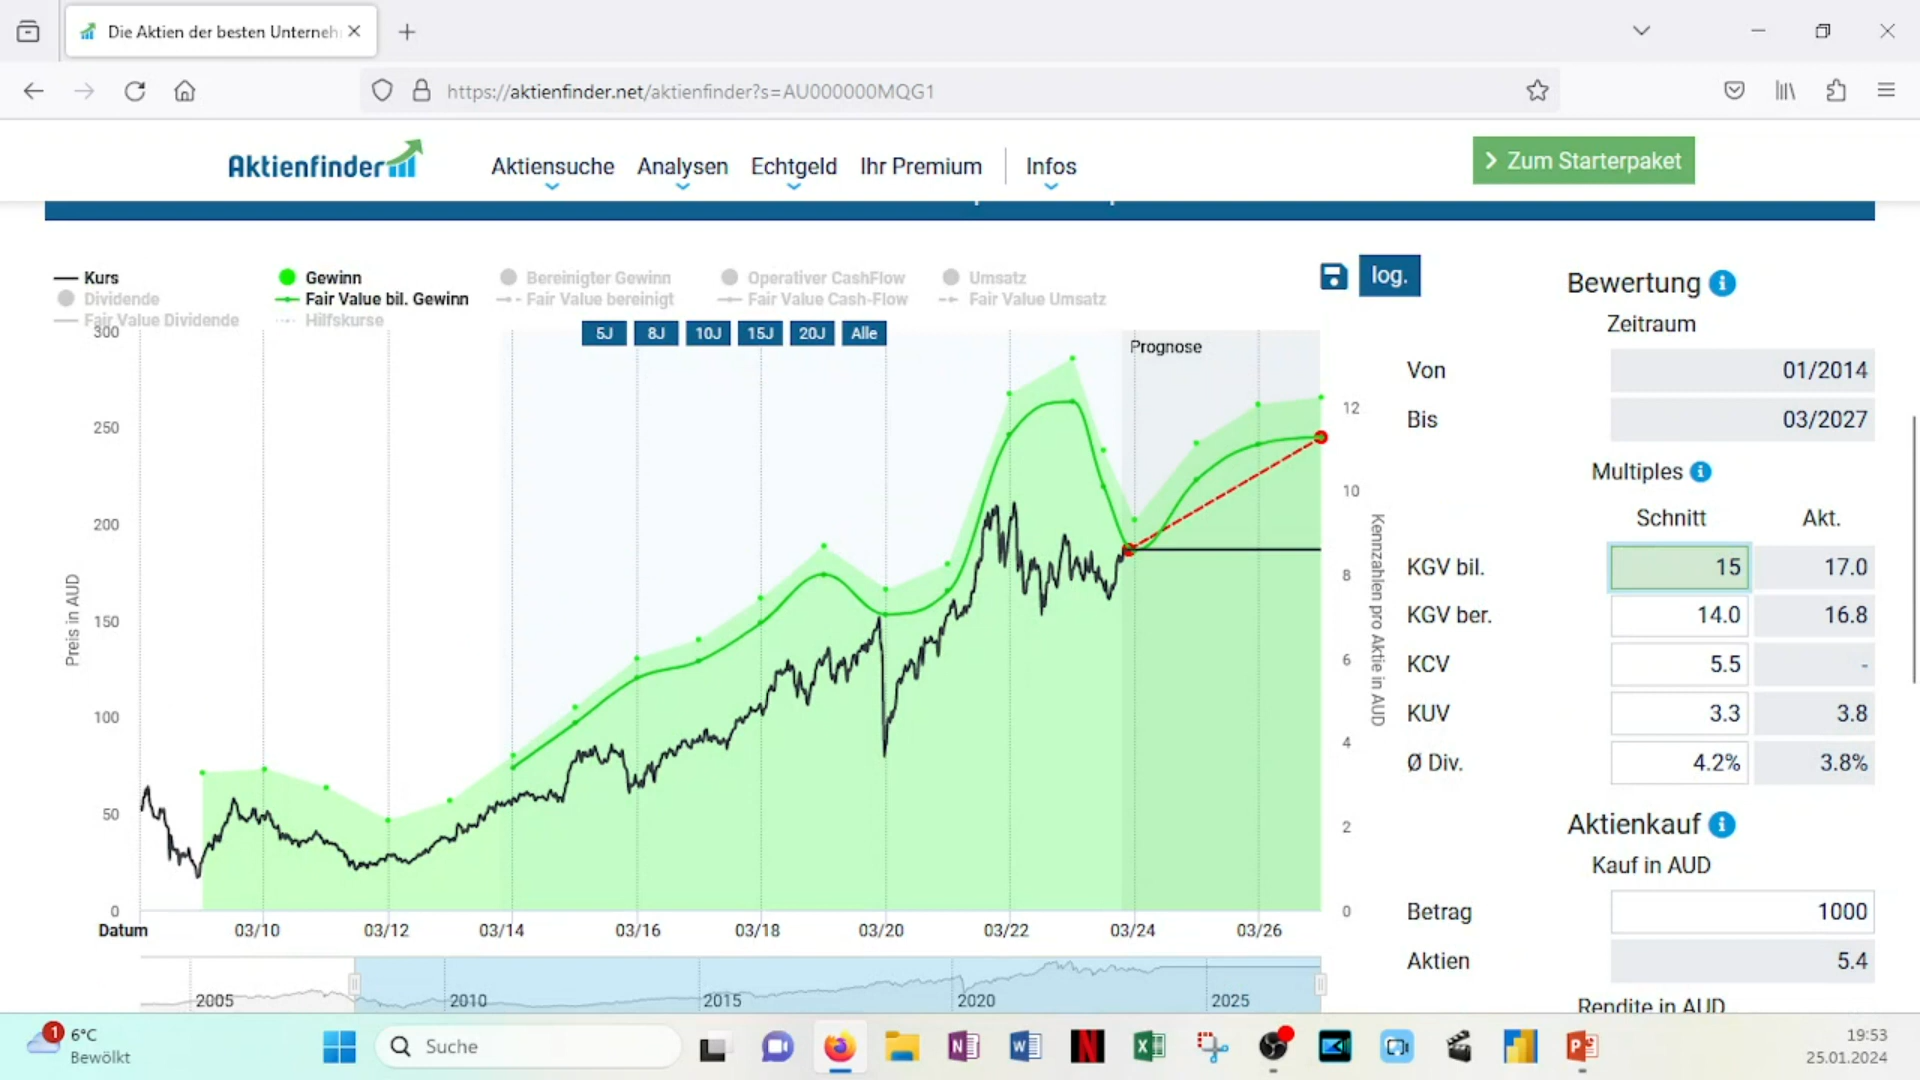 Die Aktien der besten Unterneh
https://aktienfinder.net/aktienfinder?s=AU000000MQG1
Aktienfinder
Aktiensuche
Analysen
Echtgeld
Ihr Premium
Infos
Zum Starterpaket
Kurs
Gewinn
Bereinigter Gewinn
Operativer CashFlow
Umsatz
Dividende
Fair Value bil. Gewinn
Fair Value bereinigt
Fair Value Cash-Flow
Fair Value Umsatz
Fair Value Dividende
Hilfskurse
log.
5J
8J
10J
15J
20J
Alle
Prognose
Preis in AUD
300
250
200
150
100
50
0
Kennzahlen pro Aktie in AUD
12
10
8
6
4
2
0
Datum
03/10
03/12
03/14
03/16
03/18
03/20
03/22
03/24
03/26
2005
2010
2015
2020
2025
Bewertung
Zeitraum
Von 01/2014
Bis 03/2027
Multiples
Schnitt Akt.
KGV bil. 15 17.0
KGV ber. 14.0 16.8
KCV 5.5 -
KUV 3.3 3.8
Ø Div. 4.2% 3.8%
Aktienkauf
Kauf in AUD
Betrag 1000
Aktien 5.4
Rendite in AUD
1
6°C
Bewölkt
Suche
19:53
25.01.2024